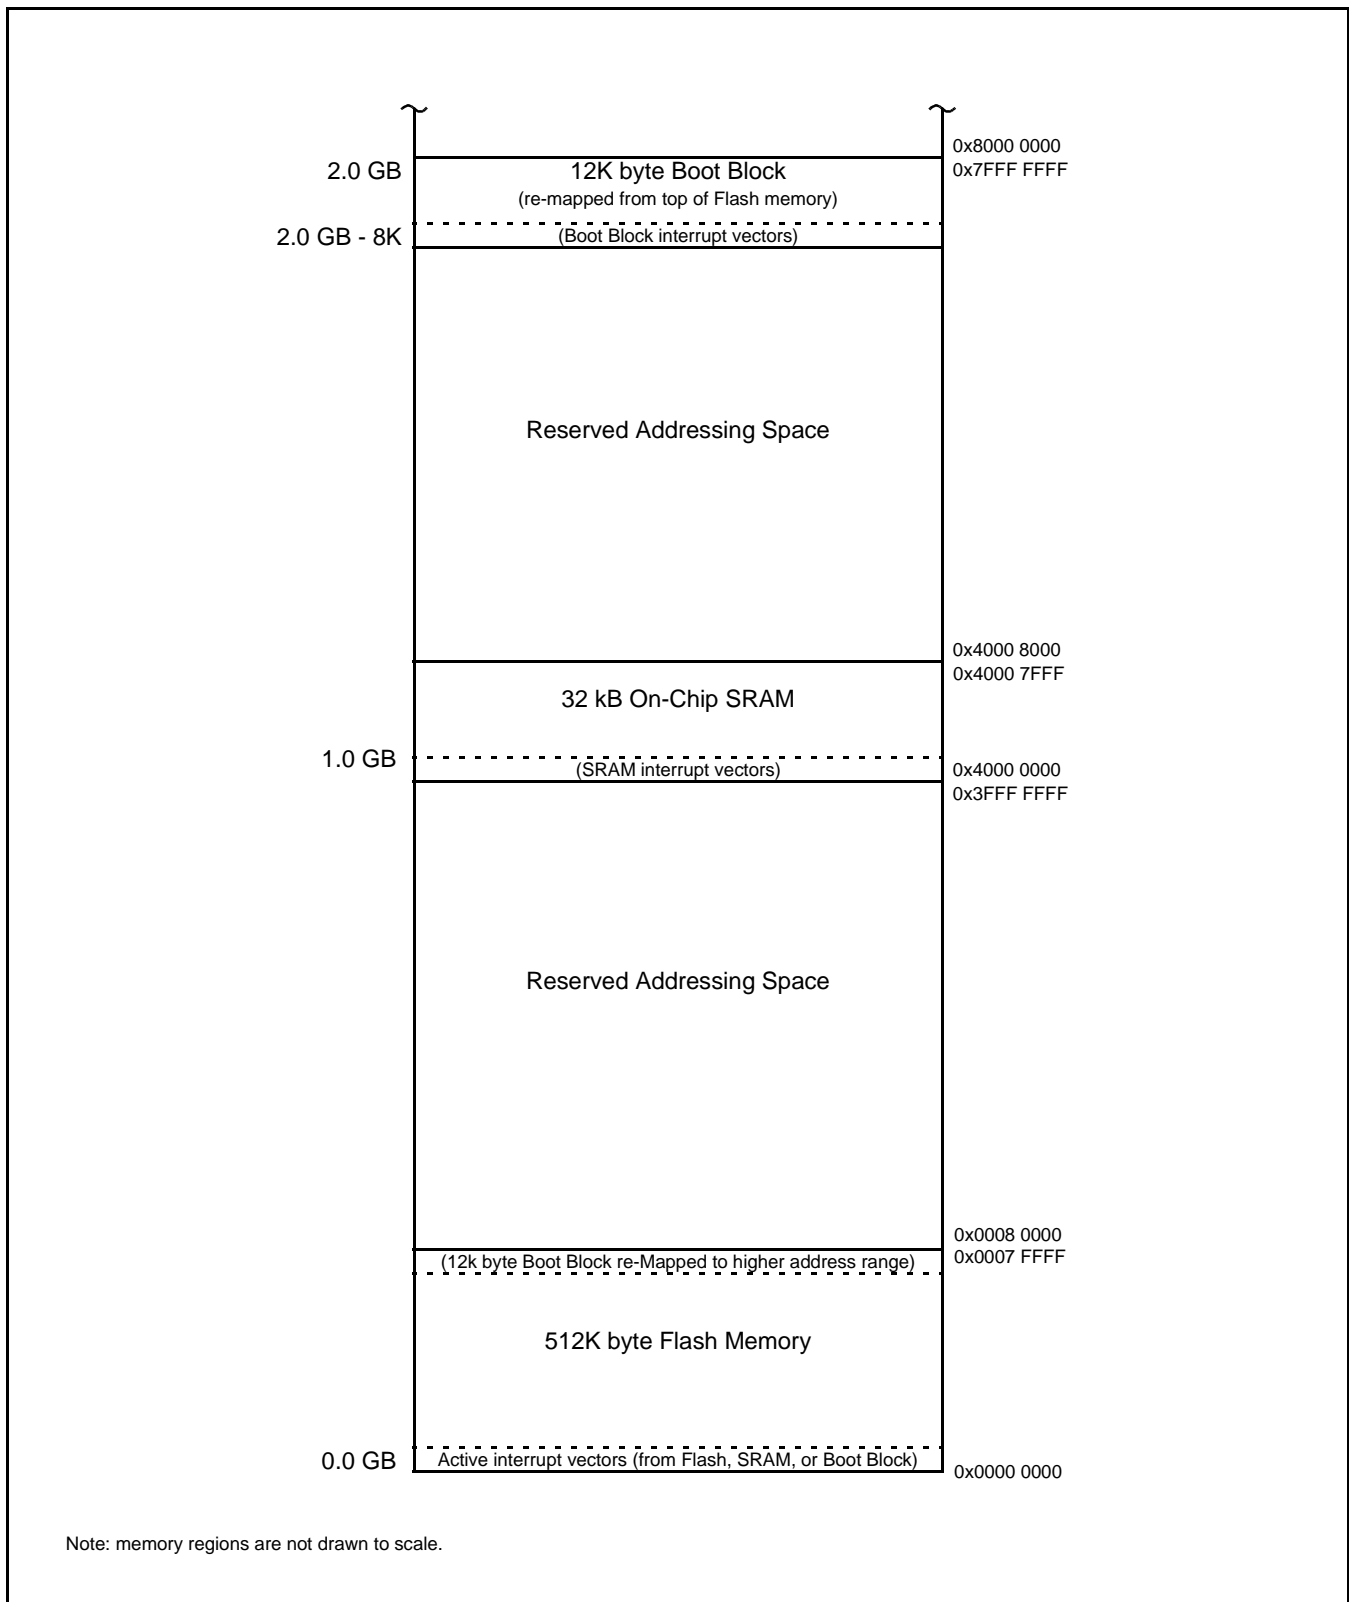 0x8000 0000
2.0 GB
12K byte Boot Block
0x7FFF FFFF
(re-mapped from top of Flash memory)
2.0 GB - 8K
(Boot Block interrupt vectors)
Reserved Addressing Space
0x4000 8000
0x4000 7FFF
32 kB On-Chip SRAM
1.0 GB
(SRAM interrupt vectors)
0x4000 0000
0x3FFF FFFF
Reserved Addressing Space
0x0008 0000
(12k byte Boot Block re-Mapped to higher address range)
0x0007 FFFF
512K byte Flash Memory
0.0 GB
Active interrupt vectors (from Flash, SRAM, or Boot Block)
0x0000 0000
Note: memory regions are not drawn to scale.